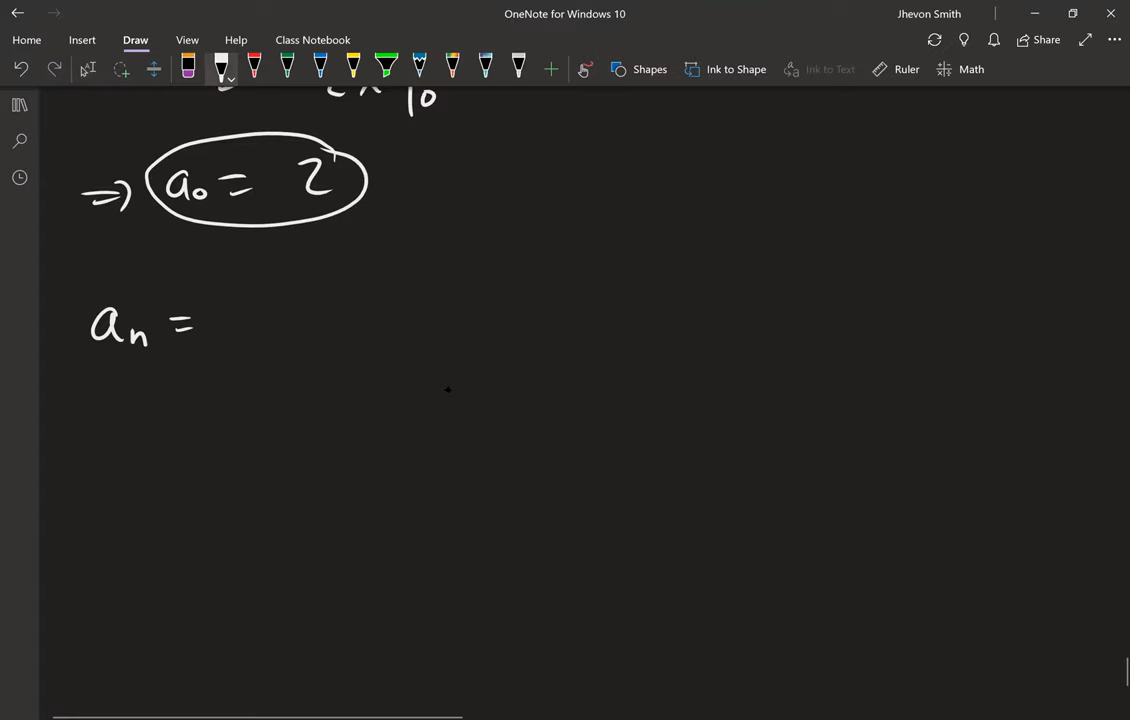 OneNote for Windows 10
Jhevon Smith
Home Insert Draw View Help Class Notebook
Share
Shapes Ink to Shape Ink to Text Ruler Math
⇒ a₀ = 2
aₙ =